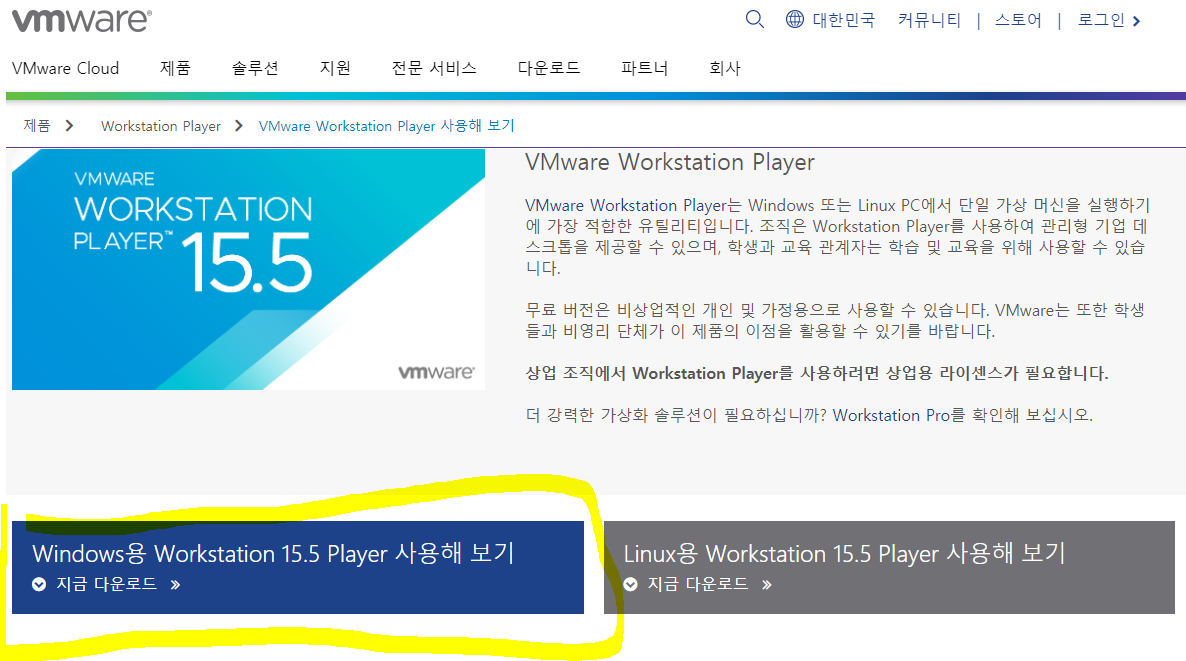 vmware®
대한민국 커뮤니티 | 스토어 | 로그인
VMware Cloud 제품 솔루션 지원 전문 서비스 다운로드 파트너 회사
제품 Workstation Player VMware Workstation Player 사용해 보기
VMWARE
WORKSTATION
PLAYER™ 15.5
vmware®
VMware Workstation Player
VMware Workstation Player는 Windows 또는 Linux PC에서 단일 가상 머신을 실행하기
에 가장 적합한 유틸리티입니다. 조직은 Workstation Player를 사용하여 관리형 기업 데
스크톱을 제공할 수 있으며, 학생과 교육 관계자는 학습 및 교육을 위해 사용할 수 있습
니다.
무료 버전은 비상업적인 개인 및 가정용으로 사용할 수 있습니다. VMware는 또한 학생
들과 비영리 단체가 이 제품의 이점을 활용할 수 있기를 바랍니다.
상업 조직에서 Workstation Player를 사용하려면 상업용 라이센스가 필요합니다.
더 강력한 가상화 솔루션이 필요하십니까? Workstation Pro를 확인해 보십시오.
Windows용 Workstation 15.5 Player 사용해 보기
지금 다운로드 »
Linux용 Workstation 15.5 Player 사용해 보기
지금 다운로드 »